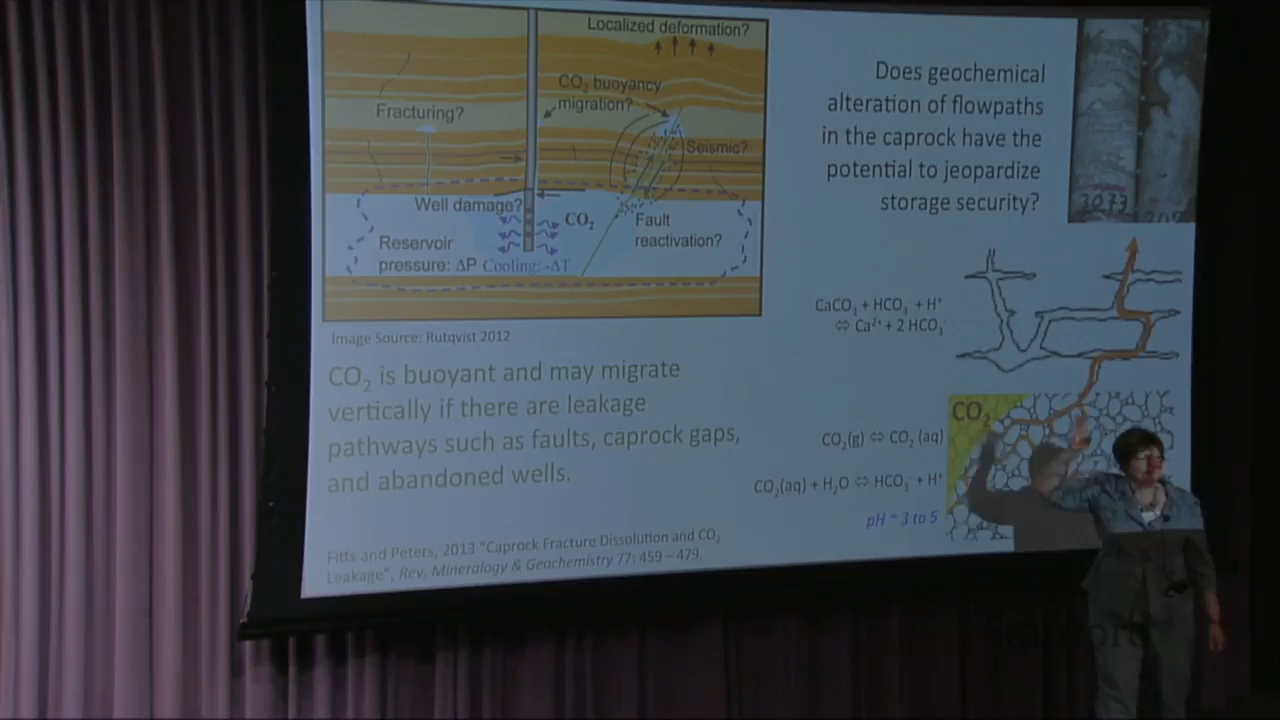 Localized deformation?
CO₂ buoyancy
migration?
Fracturing?
Seismic?
Well damage?
CO₂
Fault
reactivation?
Reservoir
pressure: ΔP Cooling: -ΔT
Image Source: Rutqvist 2012
CO₂ is buoyant and may migrate
vertically if there are leakage
pathways such as faults, caprock gaps,
and abandoned wells.
Fitts and Peters, 2013 "Caprock Fracture Dissolution and CO₂
Leakage", Rev. Mineralogy & Geochemistry 77: 459 – 479.
Does geochemical
alteration of flowpaths
in the caprock have the
potential to jeopardize
storage security?
3073
CaCO₃ + HCO₃⁻ + H⁺
⇔ Ca²⁺ + 2 HCO₃⁻
CO₂
CO₂(g) ⇔ CO₂ (aq)
CO₂(aq) + H₂O ⇔ HCO₃⁻ + H⁺
pH ~ 3 to 5